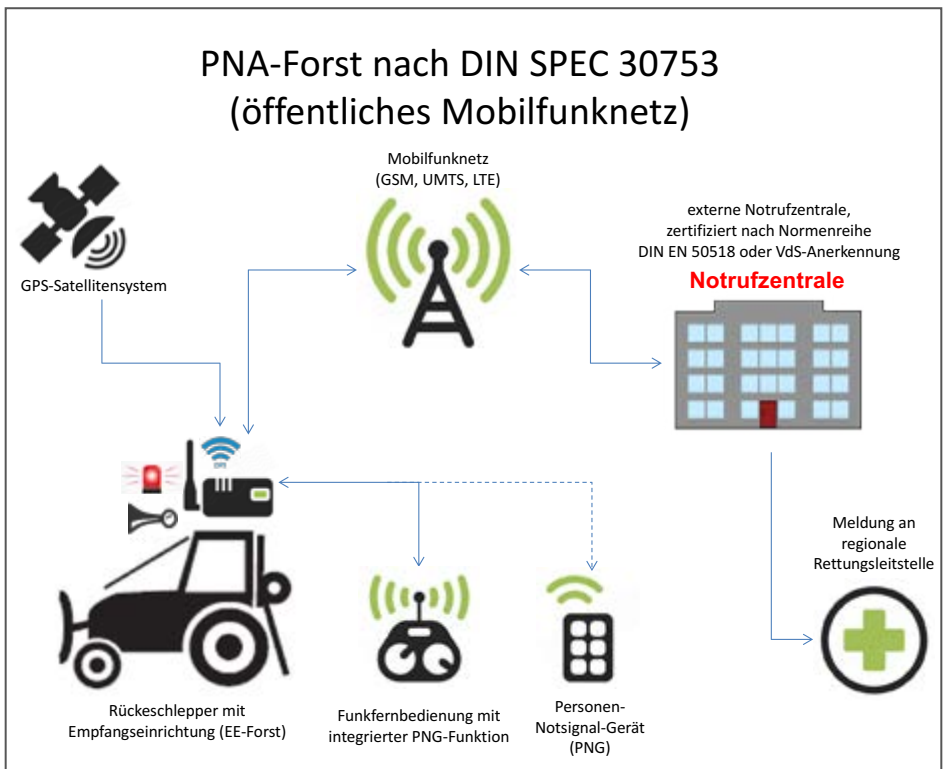 PNA-Forst nach DIN SPEC 30753
(öffentliches Mobilfunknetz)
Mobilfunknetz
(GSM, UMTS, LTE)
externe Notrufzentrale,
zertifiziert nach Normenreihe
DIN EN 50518 oder VdS-Anerkennung
Notrufzentrale
GPS-Satellitensystem
GPS
Meldung an
regionale
Rettungsleitstelle
Rückeschlepper mit
Empfangseinrichtung (EE-Forst)
Funkfernbedienung mit
integrierter PNG-Funktion
Personen-
Notsignal-Gerät
(PNG)